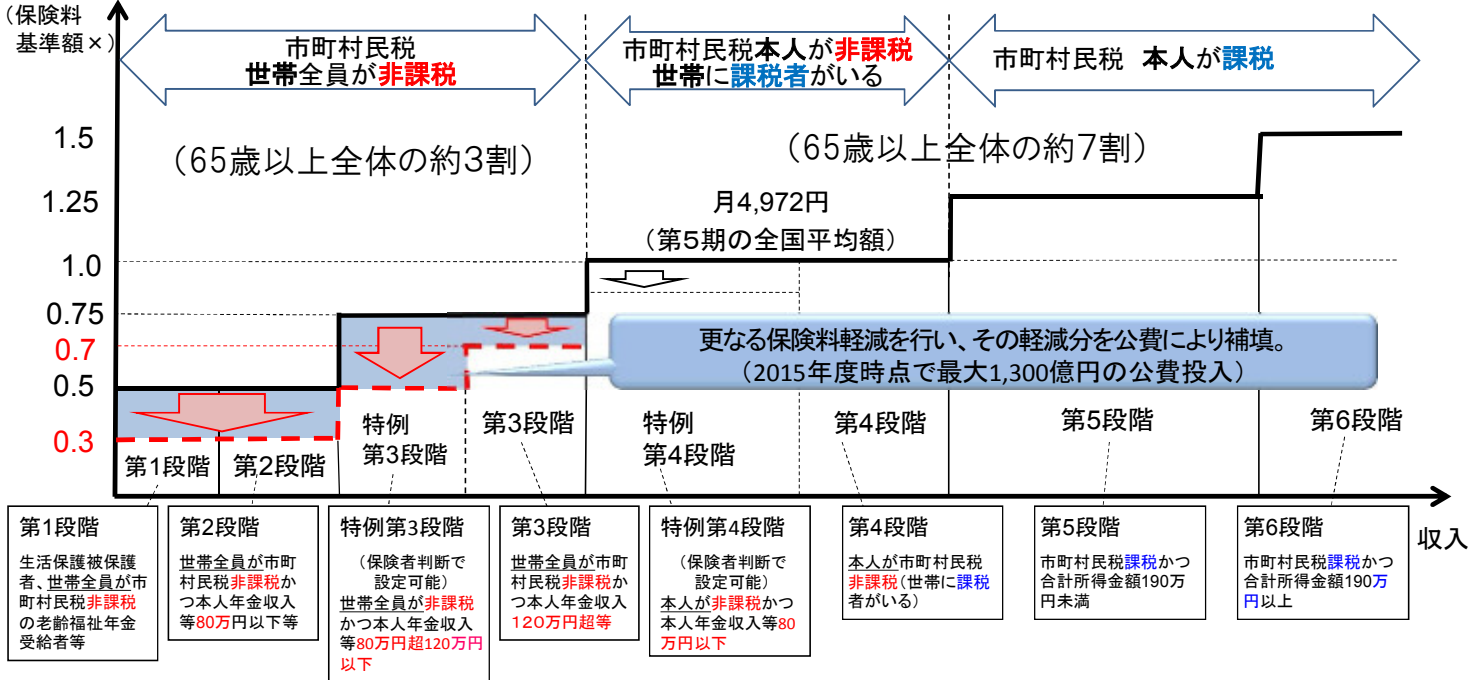 (保険料
基準額×)
市町村民税
世帯全員が非課税
市町村民税本人が非課税
世帯に課税者がいる
市町村民税 本人が課税
(65歳以上全体の約3割)
(65歳以上全体の約7割)
1.5
1.25
1.0
0.75
0.7
0.5
0.3
月4,972円
(第5期の全国平均額)
更なる保険料軽減を行い、その軽減分を公費により補填。
(2015年度時点で最大1,300億円の公費投入)
第1段階
第2段階
特例
第3段階
第3段階
特例
第4段階
第4段階
第5段階
第6段階
収入
第1段階
生活保護被保護
者、世帯全員が市
町村民税非課税
の老齢福祉年金
受給者等
第2段階
世帯全員が市町
村民税非課税か
つ本人年金収入
等80万円以下等
特例第3段階
(保険者判断で
設定可能)
世帯全員が非課税
かつ本人年金収入
等80万円超120万円
以下
第3段階
世帯全員が市町
村民税非課税か
つ本人年金収入
120万円超等
特例第4段階
(保険者判断で
設定可能)
本人が非課税かつ
本人年金収入等80
万円以下
第4段階
本人が市町村民税
非課税(世帯に課税
者がいる)
第5段階
市町村民税課税かつ
合計所得金額190万
円未満
第6段階
市町村民税課税かつ
合計所得金額190万
円以上